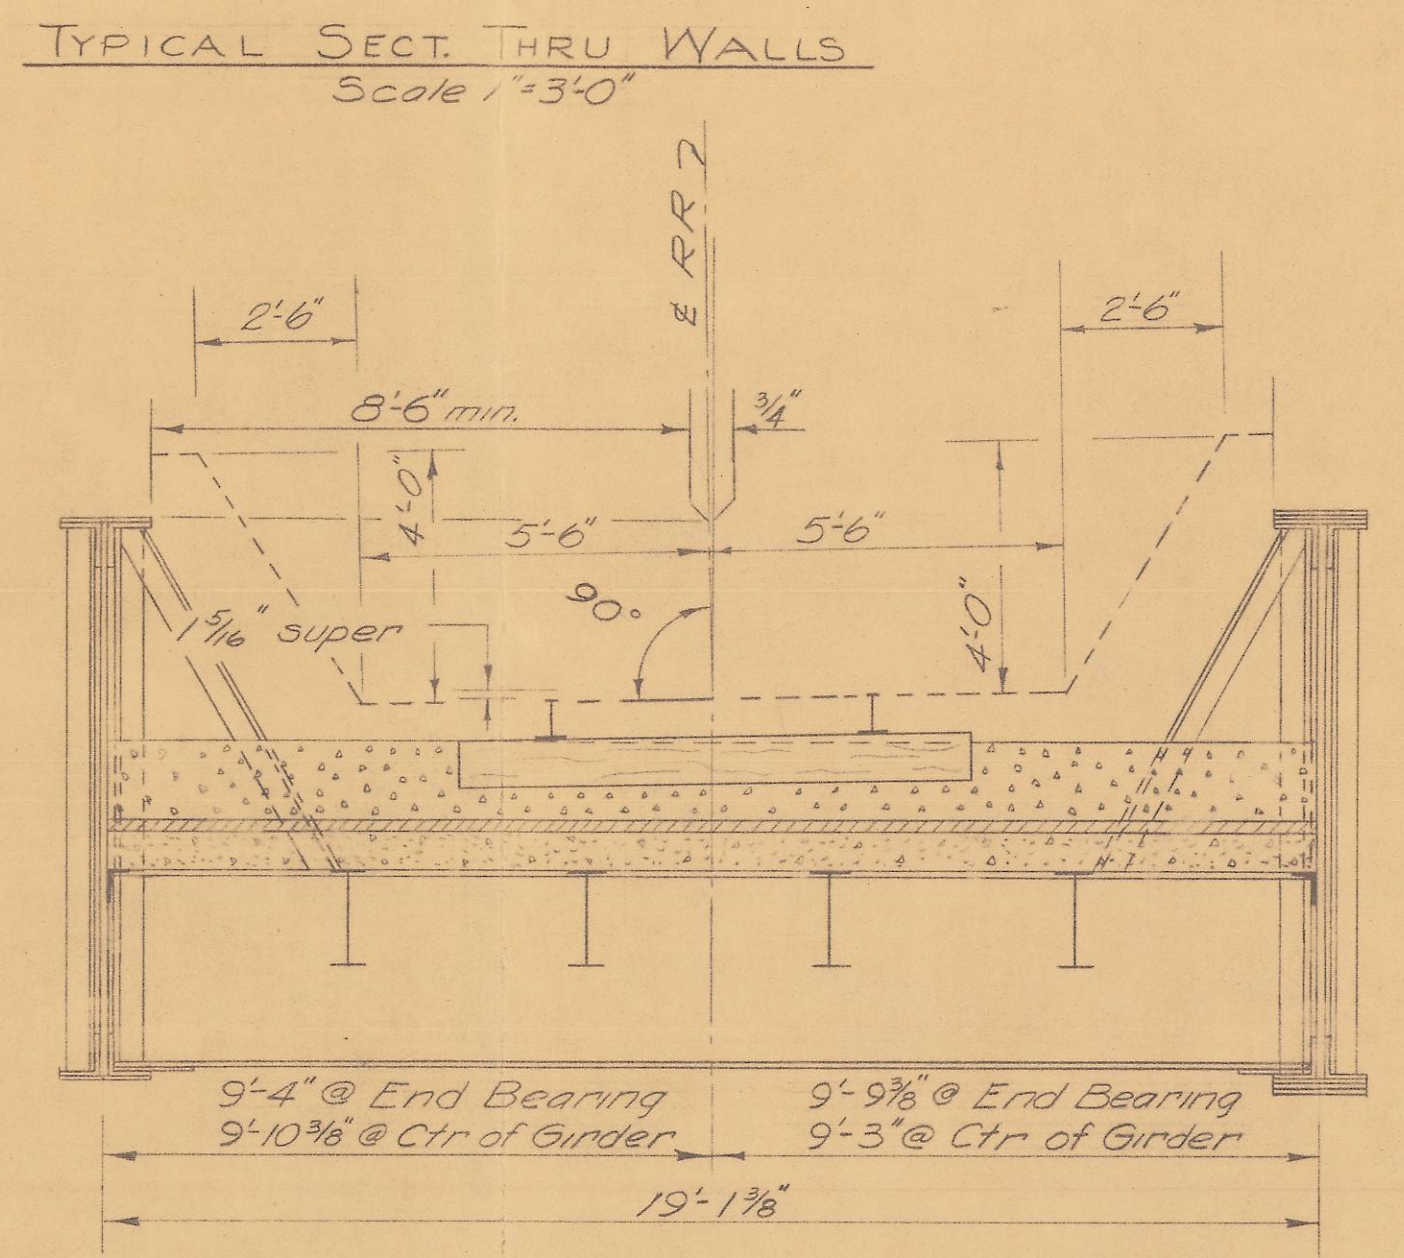 TYPICAL SECT. THRU WALLS
Scale 1"=3'-0"
℄ RR
2'-6"
2'-6"
8'-6" min.
3/4"
4'-0"
5'-6"
5'-6"
90°
4'-0"
1 5/16" super
9'-4" @ End Bearing
9'-9 3/8" @ End Bearing
9'-10 3/8" @ Ctr of Girder
9'-3" @ Ctr of Girder
19'-1 3/8"